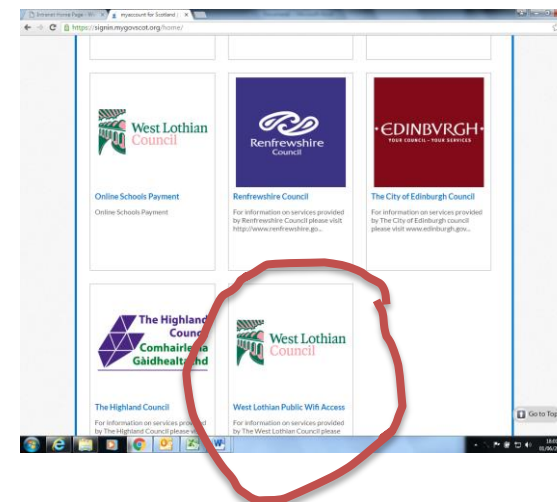 Intranet Home Page - We
myaccount for Scotland |
https://signin.mygovscot.org/home/
West Lothian
Council
Online Schools Payment
Online Schools Payment
Renfrewshire
Council
Renfrewshire Council
For information on services provided
by Renfrewshire Council please visit
http://www.renfrewshire.go...
·EDINBVRGH·
YOUR COUNCIL - YOUR SERVICES
The City of Edinburgh Council
For information on services provided
by The City of Edinburgh council
please visit www.edinburgh.gov...
The Highland
Comhairle
Gàidhealtachd
The Highland Council
For information on services provided
by The Highland Council please
West Lothian
Council
West Lothian Public Wifi Access
For information on services provided
by The West Lothian Council please
Go to Top